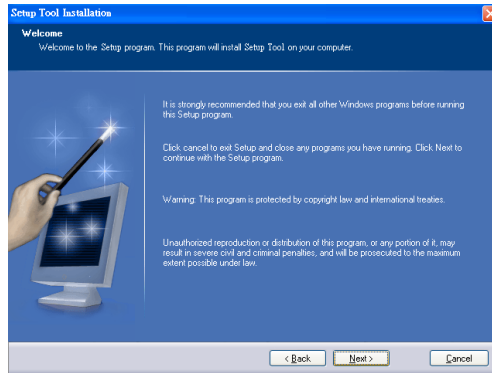 Setup Tool Installation
Welcome
Welcome to the Setup program. This program will install Setup Tool on your computer.
It is strongly recommended that you exit all other Windows programs before running
this Setup program.
Click cancel to exit Setup and close any programs you have running. Click Next to
continue with the Setup program.
Warning: This program is protected by copyright law and international treaties.
Unauthorized reproduction or distribution of this program, or any portion of it, may
result in severe civil and criminal penalties, and will be prosecuted to the maximum
extent possible under law.
< Back Next > Cancel